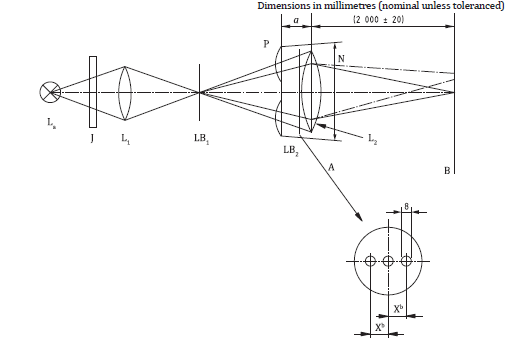 Dimensions in millimetres (nominal unless toleranced)
a
(2 000 ± 20)
P
N
La
J
L1
LB1
LB2
L2
B
A
8
Xb
Xb